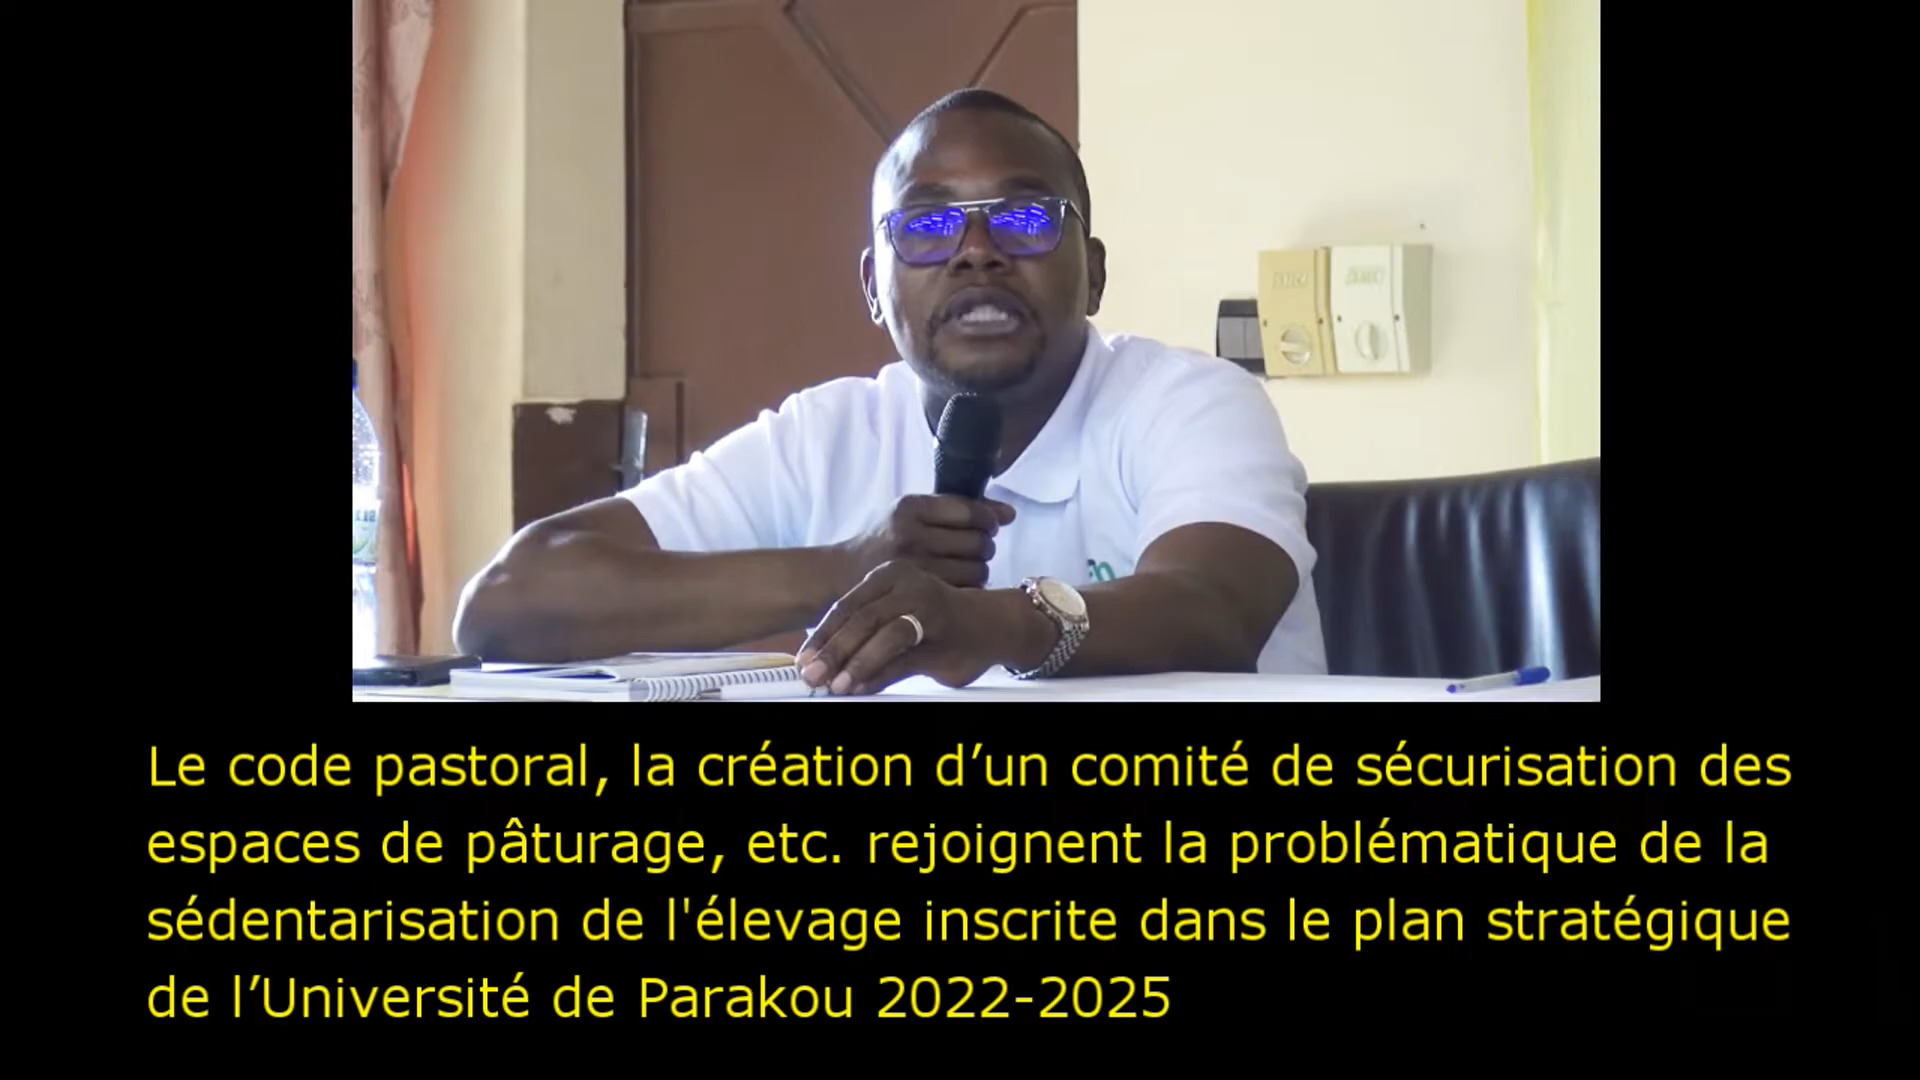 Le code pastoral, la création d’un comité de sécurisation des
espaces de pâturage, etc. rejoignent la problématique de la
sédentarisation de l'élevage inscrite dans le plan stratégique
de l’Université de Parakou 2022-2025